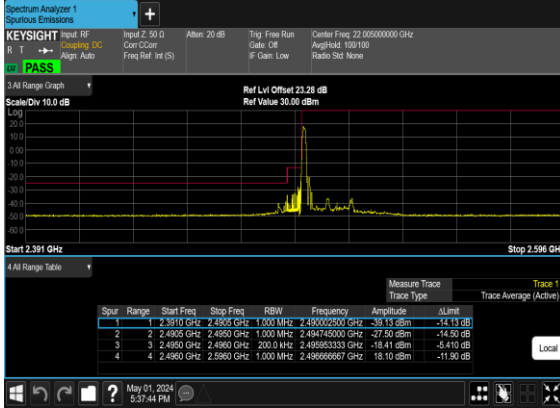 Spectrum Analyzer 1
Spurious Emissions
KEYSIGHT Input: RF Input Z: 50 Ω Atten: 20 dB Trig: Free Run Center Freq: 22.005000000 GHz
R T Coupling: DC Corr CCorr Gate: Off Avg|Hold: 100/100
Align: Auto Freq Ref: Int (S) IF Gain: Low Radio Std: None
PASS
3 All Range Graph
Ref Lvl Offset 23.28 dB
Scale/Div 10.0 dB Ref Value 30.00 dBm
Log
20.0
10.0
0.00
-10.0
-20.0
-30.0
-40.0
-50.0
-60.0
Start 2.391 GHz Stop 2.596 GH
4 All Range Table
Measure Trace Trace 1
Trace Type Trace Average (Active)
Spur Range Start Freq Stop Freq RBW Frequency Amplitude ΔLimit
1 1 2.3910 GHz 2.4905 GHz 1.000 MHz 2.490002500 GHz -39.13 dBm -14.13 dB
2 2 2.4905 GHz 2.4950 GHz 1.000 MHz 2.494745000 GHz -27.50 dBm -14.50 dB
3 3 2.4950 GHz 2.4960 GHz 200.0 kHz 2.495953333 GHz -18.41 dBm -5.410 dB
4 4 2.4960 GHz 2.5960 GHz 1.000 MHz 2.496666667 GHz 18.10 dBm -11.90 dB
Local
? May 01, 2024
5:37:44 PM